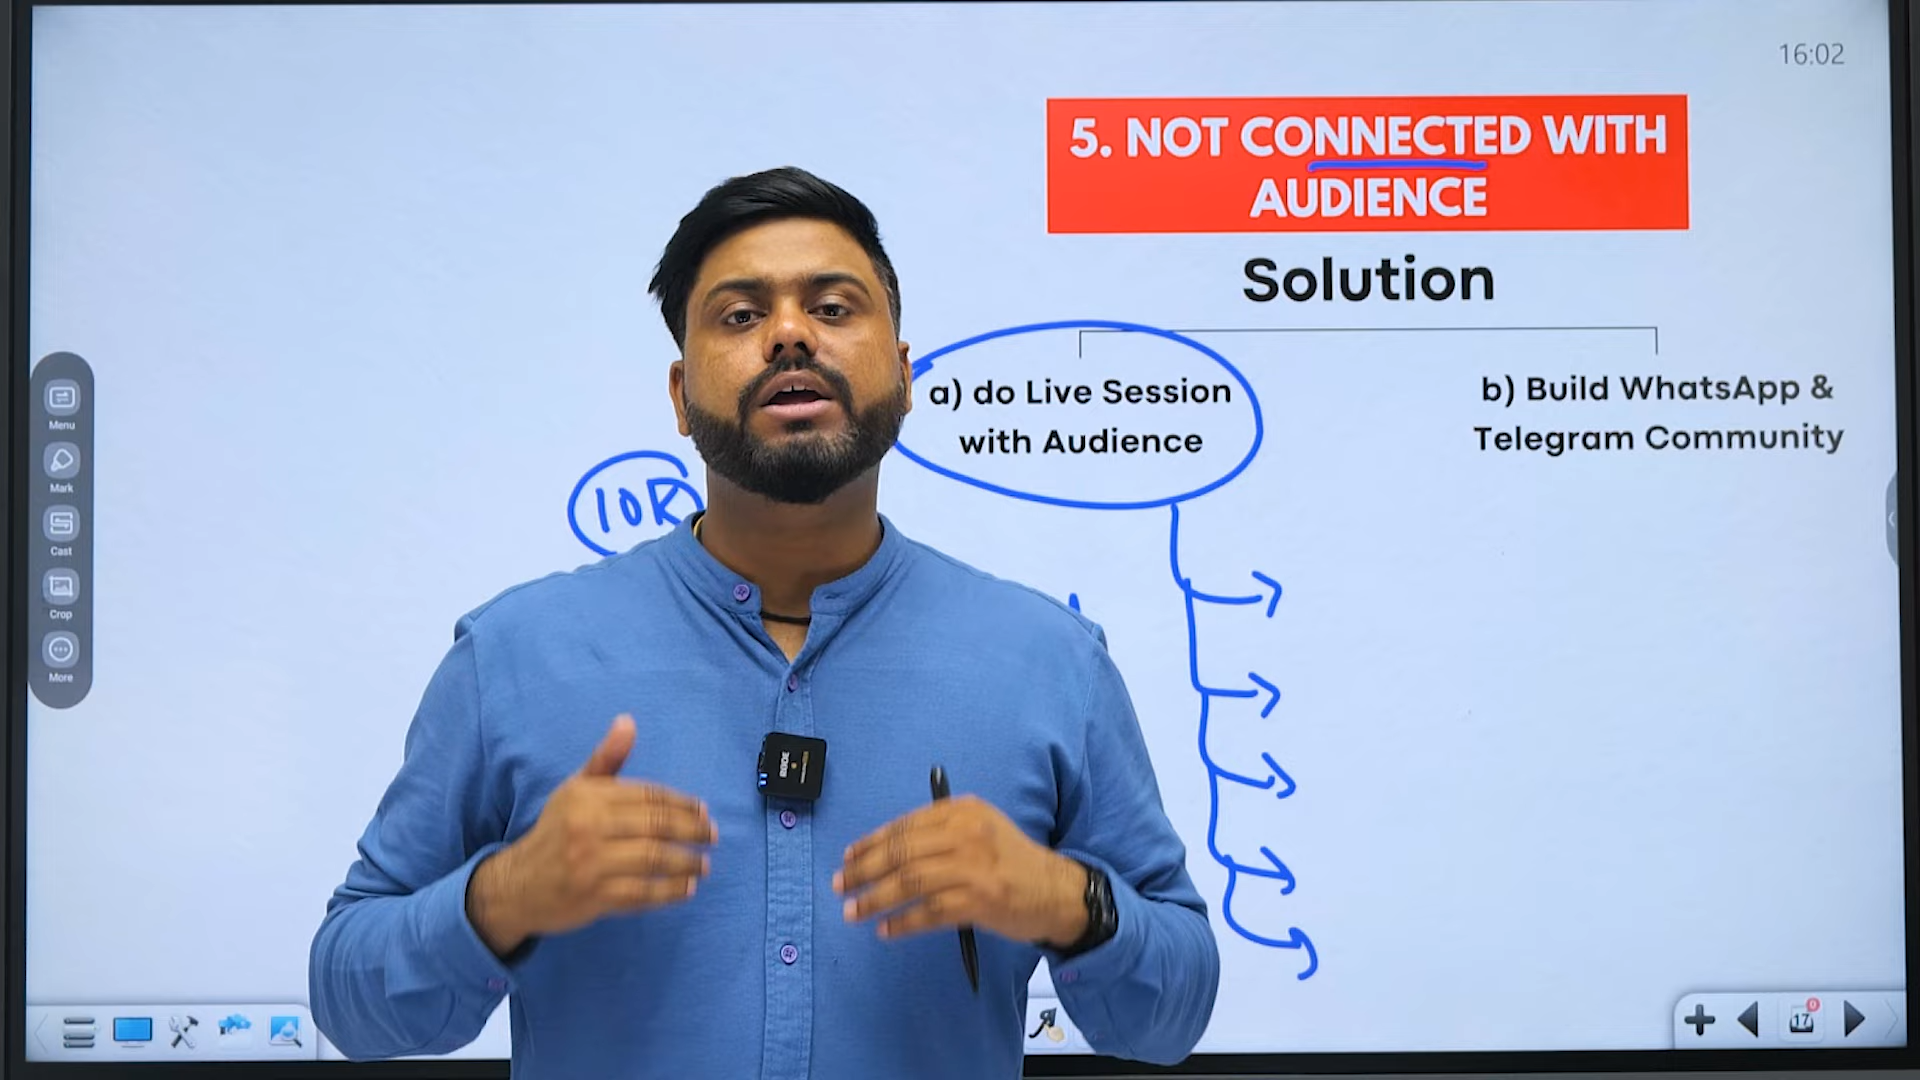 16:02
5. NOT CONNECTED WITH
AUDIENCE
Solution
a) do Live Session
with Audience
b) Build WhatsApp &
Telegram Community
10K
Menu
Mark
Cast
Crop
More
RODE
17